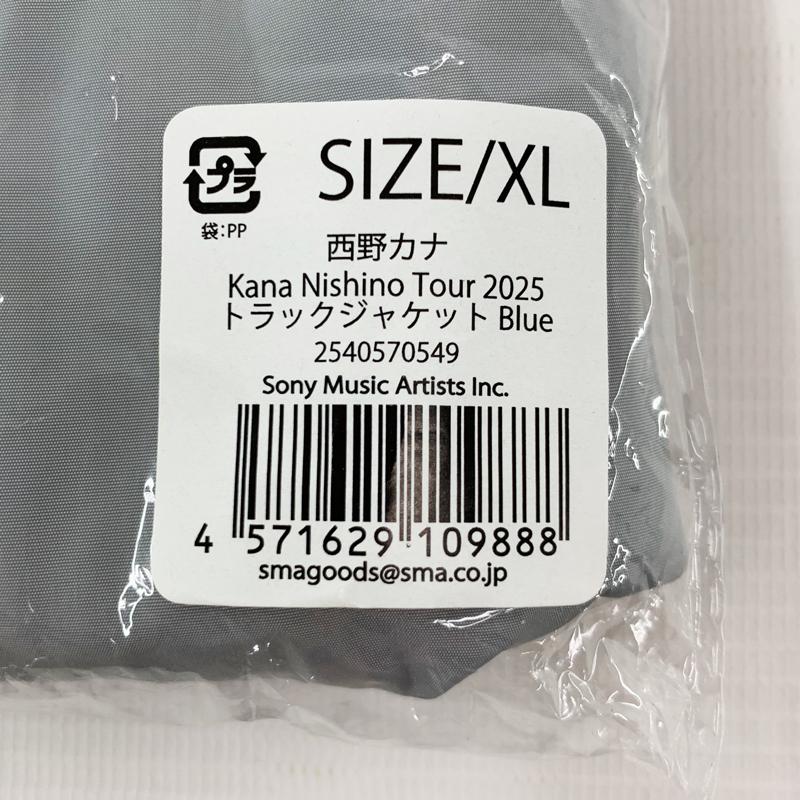 プラ
SIZE/XL
袋:PP
西野カナ
Kana Nishino Tour 2025
トラックジャケット Blue
2540570549
Sony Music Artists Inc.
4 571629 109888
smagoods@sma.co.jp